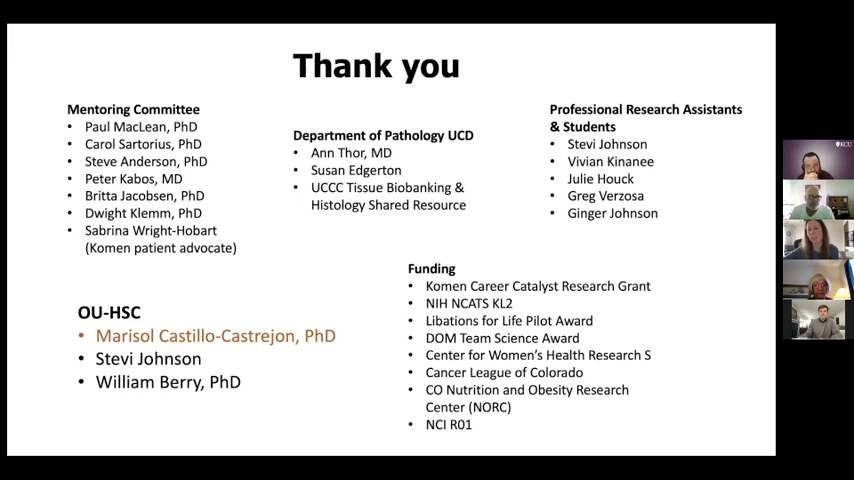 Thank you
Mentoring Committee
• Paul MacLean, PhD
• Carol Sartorius, PhD
• Steve Anderson, PhD
• Peter Kabos, MD
• Britta Jacobsen, PhD
• Dwight Klemm, PhD
• Sabrina Wright-Hobart
(Komen patient advocate)
Department of Pathology UCD
• Ann Thor, MD
• Susan Edgerton
• UCCC Tissue Biobanking &
Histology Shared Resource
Professional Research Assistants
& Students
• Stevi Johnson
• Vivian Kinanee
• Julie Houck
• Greg Verzosa
• Ginger Johnson
OU-HSC
• Marisol Castillo-Castrejon, PhD
• Stevi Johnson
• William Berry, PhD
Funding
• Komen Career Catalyst Research Grant
• NIH NCATS KL2
• Libations for Life Pilot Award
• DOM Team Science Award
• Center for Women's Health Research S
• Cancer League of Colorado
• CO Nutrition and Obesity Research
Center (NORC)
• NCI R01
KCU